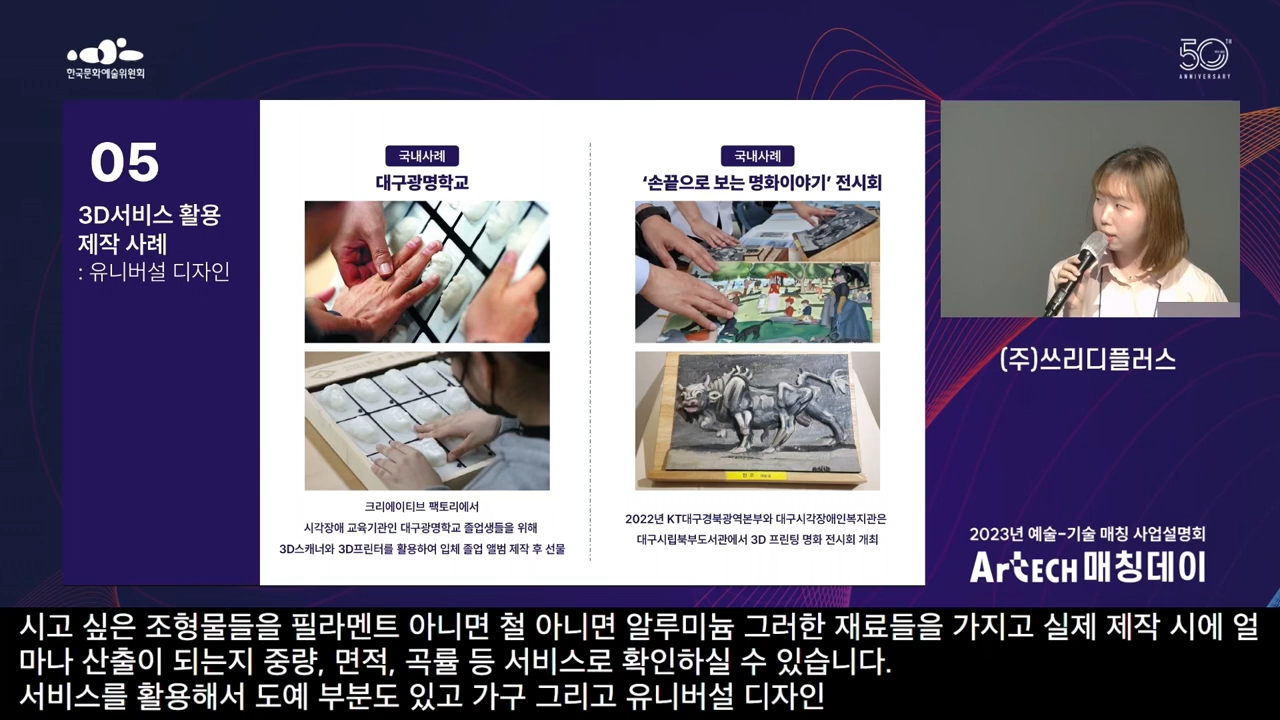 한국문화예술위원회
50TH
ANNIVERSARY
05
3D서비스 활용
제작 사례
: 유니버설 디자인
국내사례
대구광명학교
크리에이티브 팩토리에서
시각장애 교육기관인 대구광명학교 졸업생들을 위해
3D스캐너와 3D프린터를 활용하여 입체 졸업 앨범 제작 후 선물
국내사례
‘손끝으로 보는 명화이야기’ 전시회
2022년 KT대구경북광역본부와 대구시각장애인복지관은
대구시립북부도서관에서 3D 프린팅 명화 전시회 개최
(주)쓰리디플러스
2023년 예술-기술 매칭 사업설명회
ArtECH 매칭데이
시고 싶은 조형물들을 필라멘트 아니면 철 아니면 알루미늄 그러한 재료들을 가지고 실제 제작 시에 얼
마나 산출이 되는지 중량, 면적, 곡률 등 서비스로 확인하실 수 있습니다.
서비스를 활용해서 도예 부분도 있고 가구 그리고 유니버설 디자인